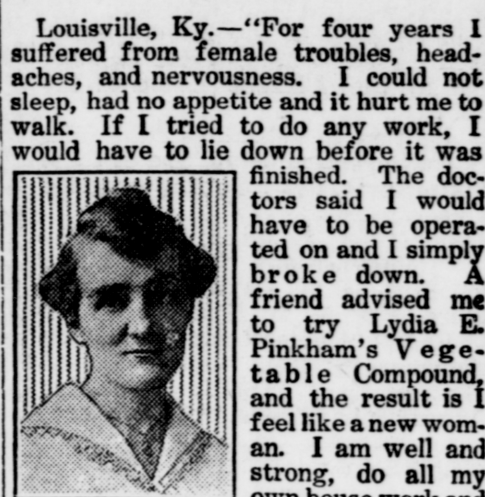 Louisville, Ky.—"For four years I
suffered from female troubles, head-
aches, and nervousness. I could not
sleep, had no appetite and it hurt me to
walk. If I tried to do any work, I
would have to lie down before it was
finished. The doc-
tors said I would
have to be opera-
ted on and I simply
broke down. A
friend advised me
to try Lydia E.
Pinkham's Vege-
table Compound,
and the result is I
feel like a new wom-
an. I am well and
strong, do all my
own house work and